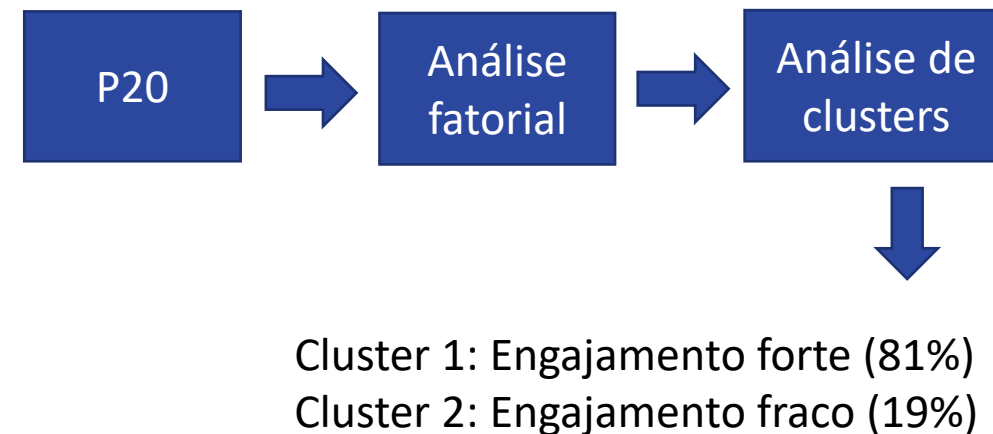 P20
Análise
fatorial
Análise de
clusters
Cluster 1: Engajamento forte (81%)
Cluster 2: Engajamento fraco (19%)